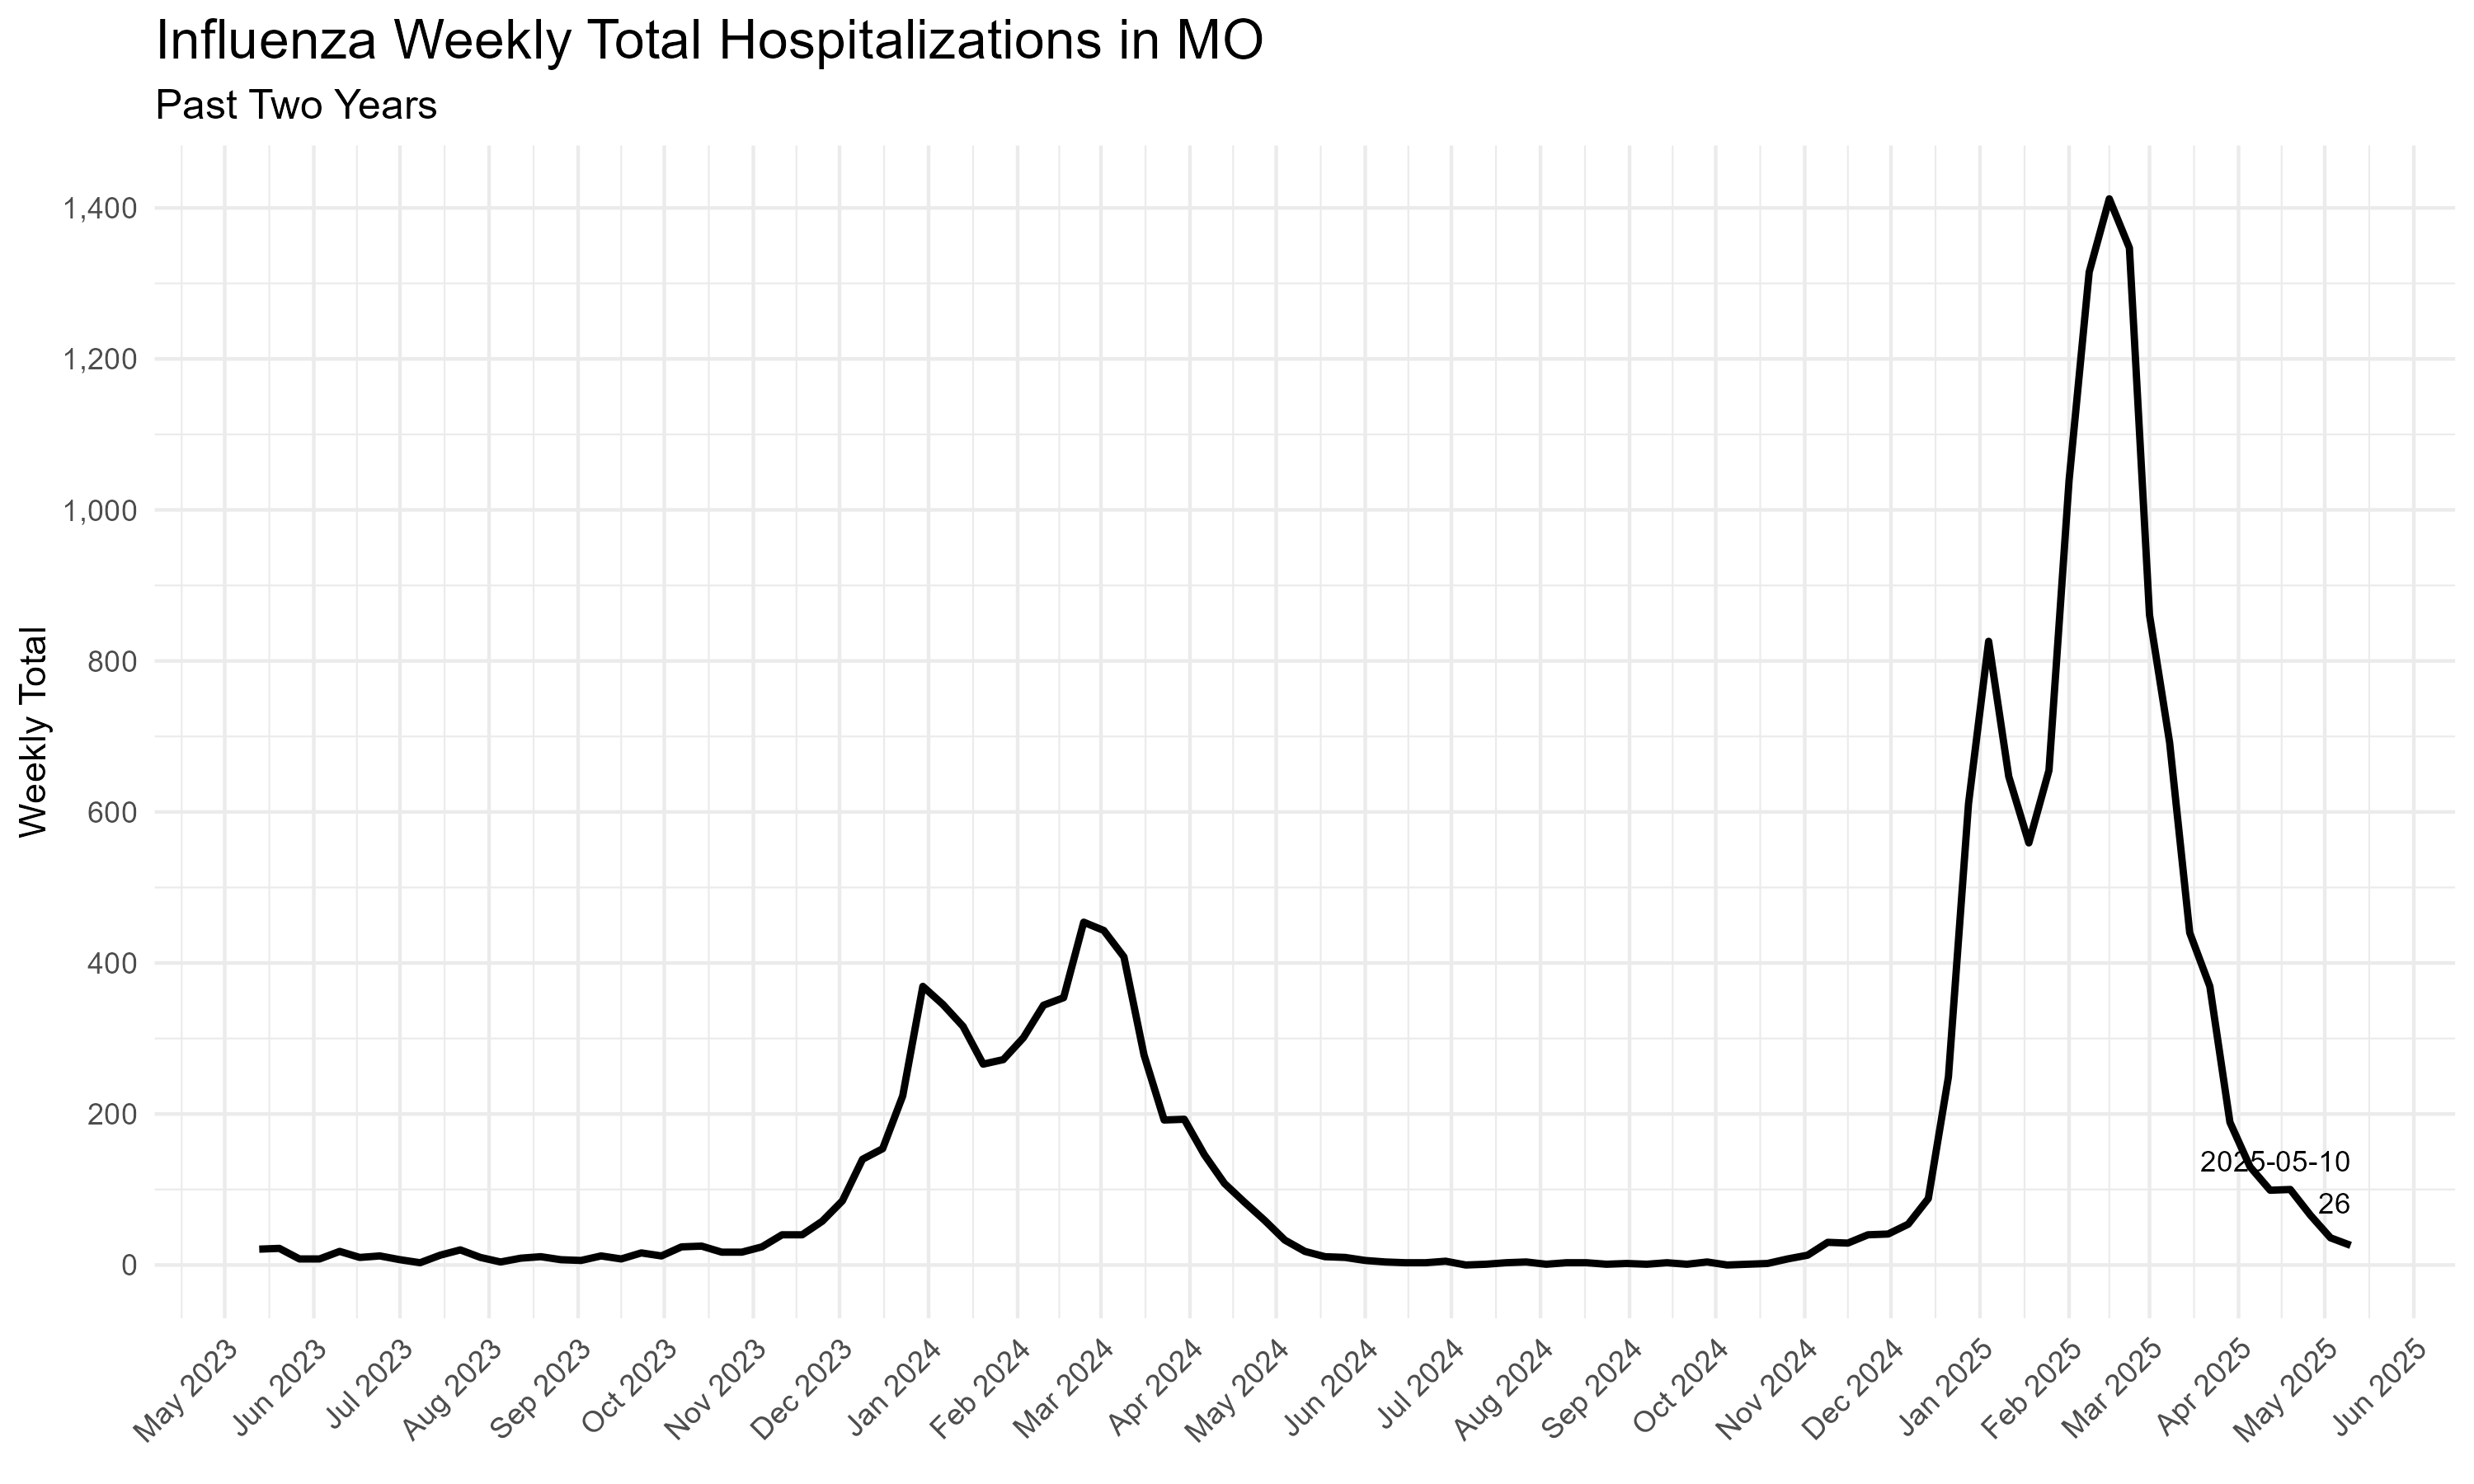 Influenza Weekly Total Hospitalizations in MO
Past Two Years
Weekly Total
1,400
1,200
1,000
800
600
400
200
0
2025-05-10
26
May 2023
Jun 2023
Jul 2023
Aug 2023
Sep 2023
Oct 2023
Nov 2023
Dec 2023
Jan 2024
Feb 2024
Mar 2024
Apr 2024
May 2024
Jun 2024
Jul 2024
Aug 2024
Sep 2024
Oct 2024
Nov 2024
Dec 2024
Jan 2025
Feb 2025
Mar 2025
Apr 2025
May 2025
Jun 2025